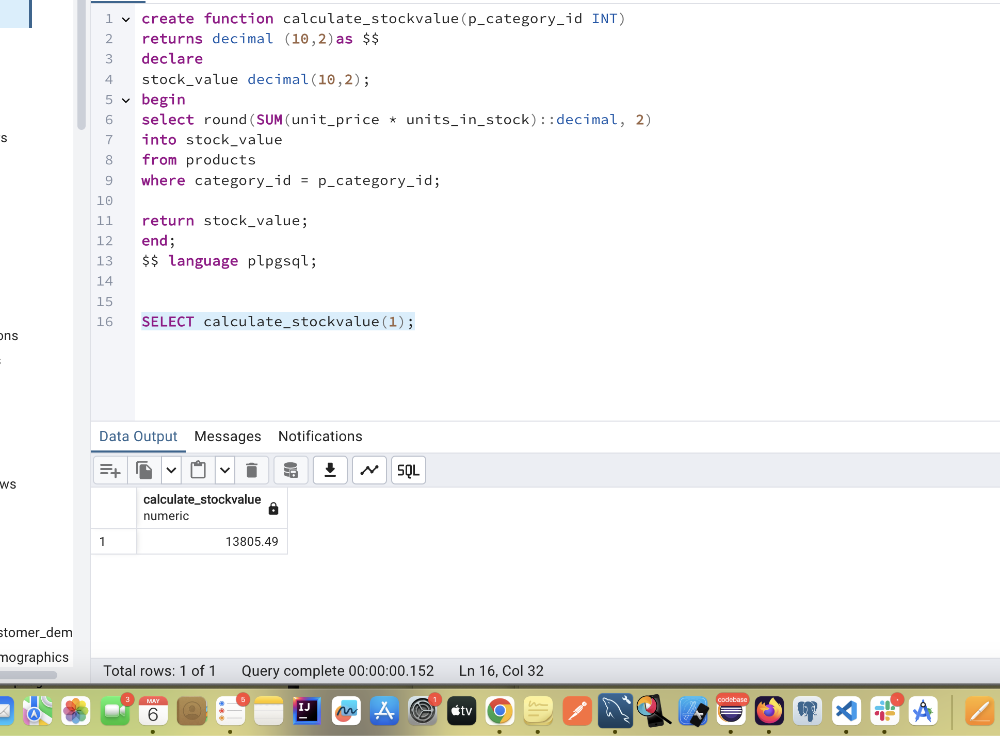 1 create function calculate_stockvalue(p_category_id INT)
2 returns decimal (10,2)as $$
3 declare
4 stock_value decimal(10,2);
5 begin
6 select round(SUM(unit_price * units_in_stock)::decimal, 2)
7 into stock_value
8 from products
9 where category_id = p_category_id;
10
11 return stock_value;
12 end;
13 $$ language plpgsql;
14
15
16 SELECT calculate_stockvalue(1);
s
ons
ws
stomer_dem
mographics
Data Output Messages Notifications
SQL
calculate_stockvalue
numeric
1 13805.49
Total rows: 1 of 1 Query complete 00:00:00.152 Ln 16, Col 32
3
MAY
6
5
IJ
1
tv
codebase